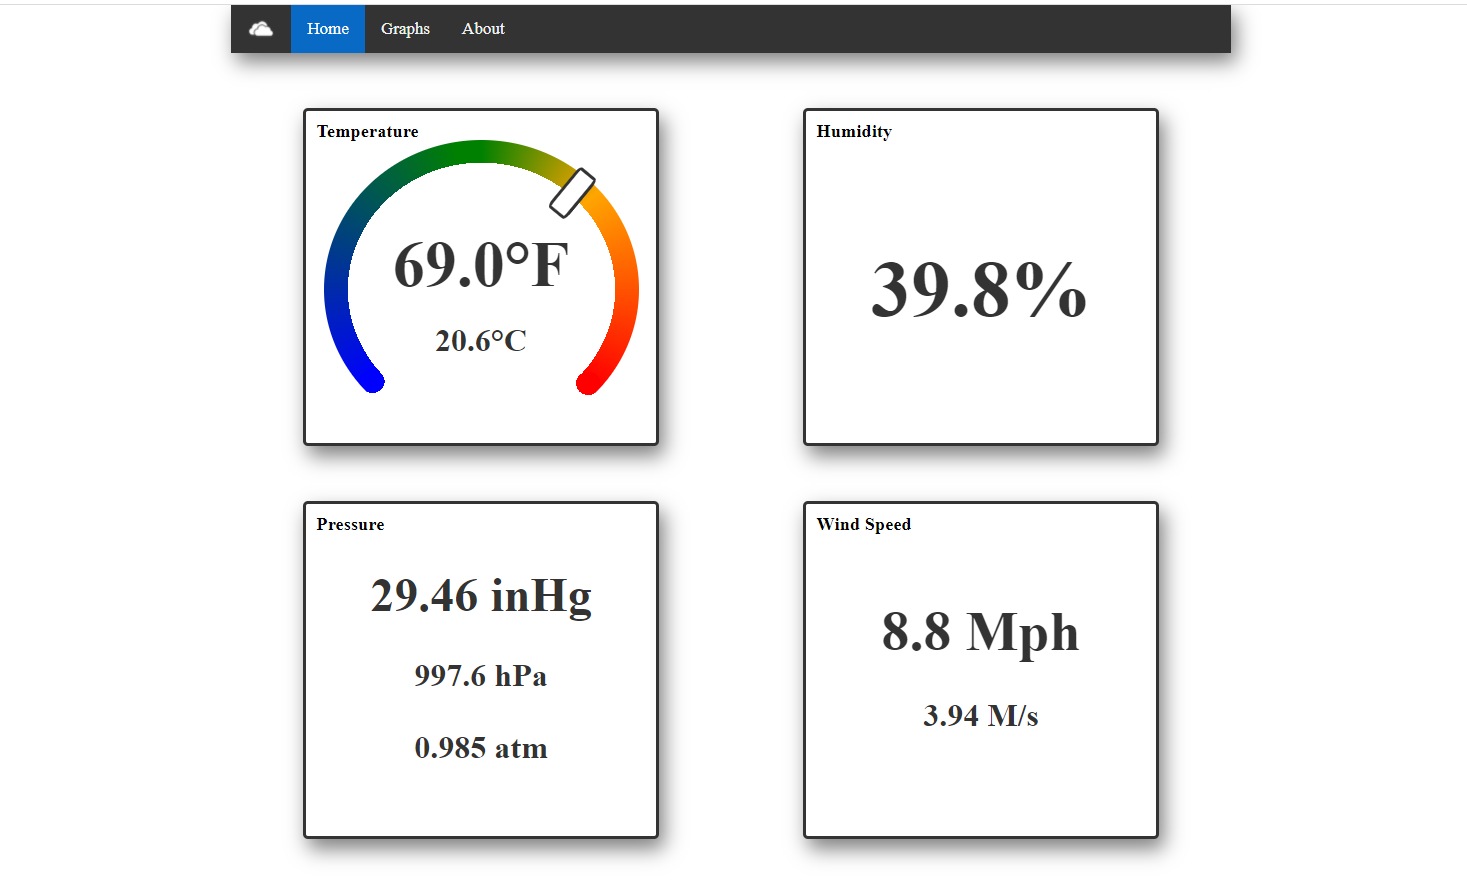 Home Graphs About
Temperature
69.0°F
20.6°C
Humidity
39.8%
Pressure
29.46 inHg
997.6 hPa
0.985 atm
Wind Speed
8.8 Mph
3.94 M/s